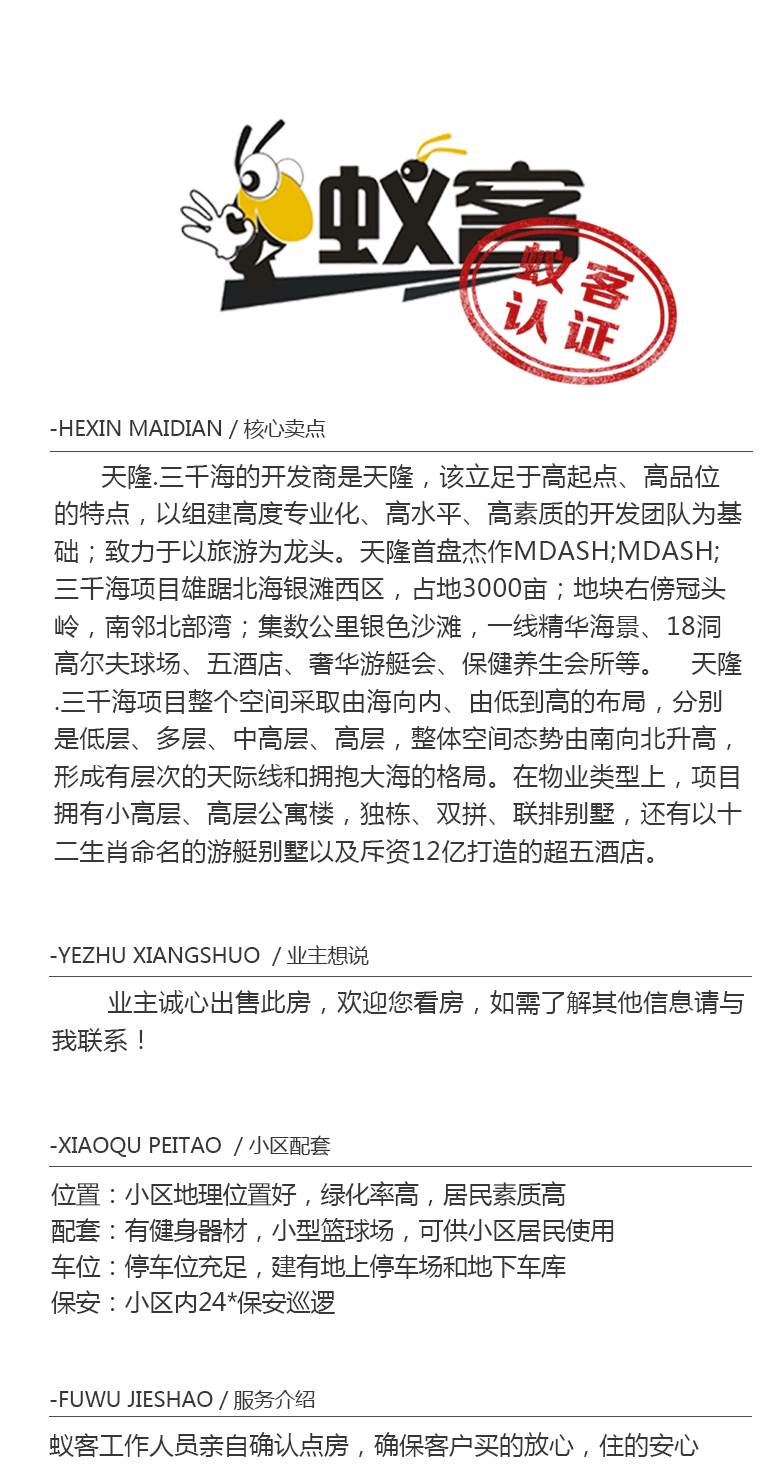 蚁客
蚁客
认证
-HEXIN MAIDIAN / 核心卖点
天隆.三千海的开发商是天隆，该立足于高起点、高品位
的特点，以组建高度专业化、高水平、高素质的开发团队为基
础；致力于以旅游为龙头。天隆首盘杰作MDASH;MDASH;
三千海项目雄踞北海银滩西区，占地3000亩；地块右傍冠头
岭，南邻北部湾；集数公里银色沙滩，一线精华海景、18洞
高尔夫球场、五酒店、奢华游艇会、保健养生会所等。 天隆
.三千海项目整个空间采取由海向内、由低到高的布局，分别
是低层、多层、中高层、高层，整体空间态势由南向北升高，
形成有层次的天际线和拥抱大海的格局。在物业类型上，项目
拥有小高层、高层公寓楼，独栋、双拼、联排别墅，还有以十
二生肖命名的游艇别墅以及斥资12亿打造的超五酒店。
-YEZHU XIANGSHUO / 业主想说
业主诚心出售此房，欢迎您看房，如需了解其他信息请与
我联系！
-XIAOQU PEITAO / 小区配套
位置：小区地理位置好，绿化率高，居民素质高
配套：有健身器材，小型篮球场，可供小区居民使用
车位：停车位充足，建有地上停车场和地下车库
保安：小区内24*保安巡逻
-FUWU JIESHAO / 服务介绍
蚁客工作人员亲自确认点房，确保客户买的放心，住的安心